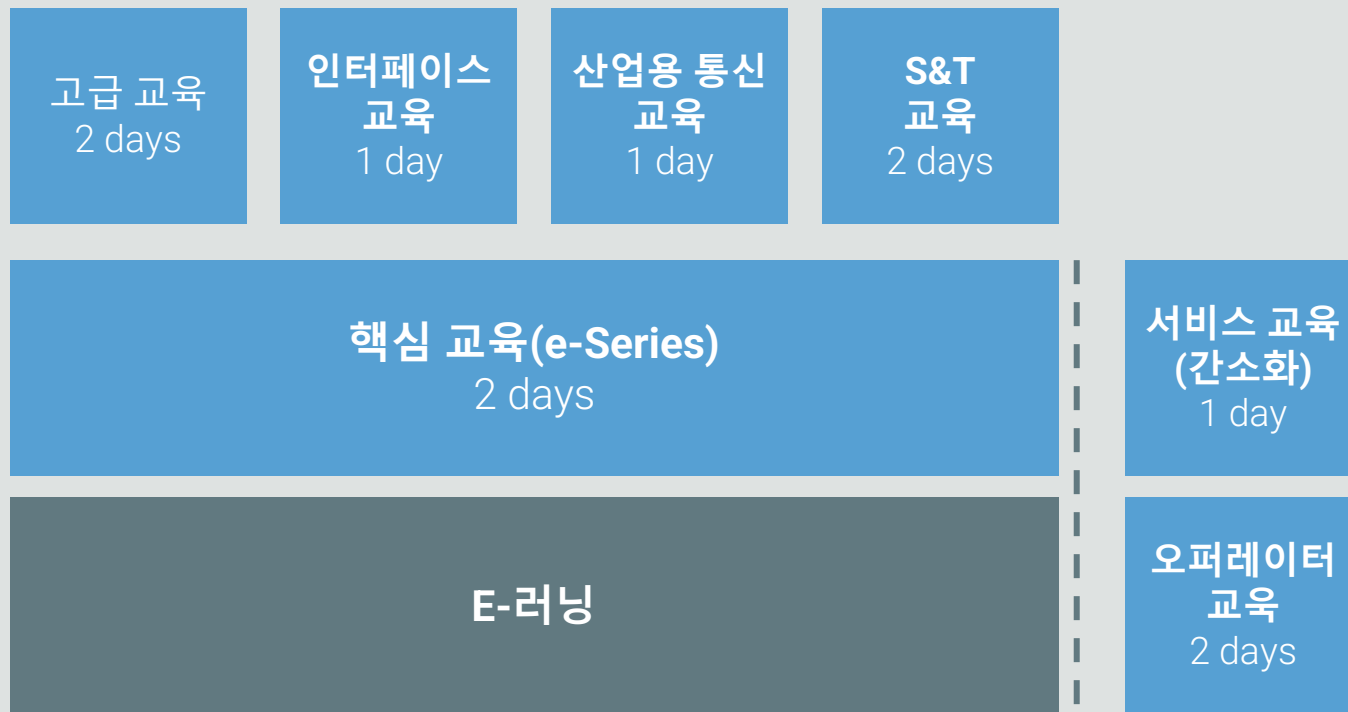 고급 교육
2 days
인터페이스
교육
1 day
산업용 통신
교육
1 day
S&T
교육
2 days
핵심 교육(e-Series)
2 days
서비스 교육
(간소화)
1 day
E-러닝
오퍼레이터
교욱
2 days